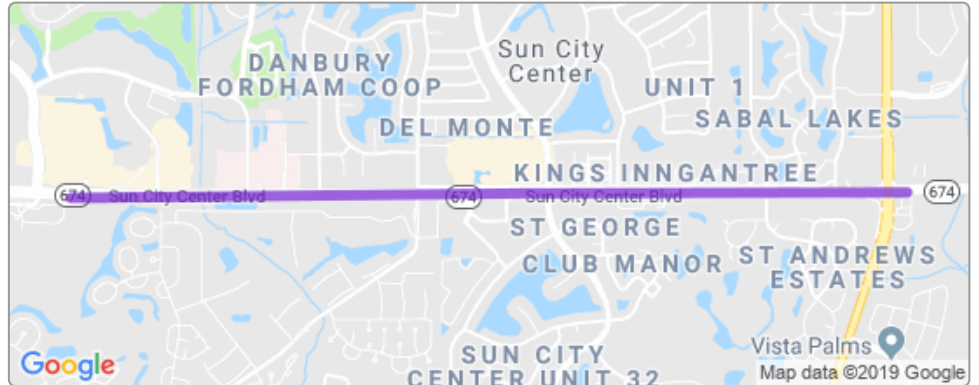 Sun City
Center
DANBURY
FORDHAM COOP
UNIT 1
SABAL LAKES
DEL MONTE
KINGS INNGANTREE
674
Sun City Center Blvd
674
Sun City Center Blvd
674
ST GEORGE
CLUB MANOR
ST ANDREWS
ESTATES
SUN CITY
CENTER UNIT 32
Vista Palms
Google
Map data ©2019 Google